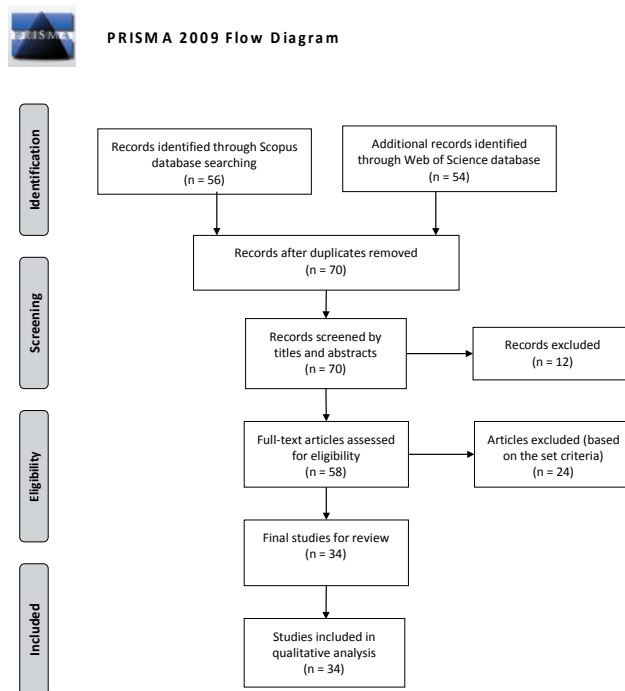 PRISMA
PRISMA 2009 Flow Diagram
Identification
Records identified through Scopus
database searching
(n = 56)
Additional records identified
through Web of Science database
(n = 54)
Records after duplicates removed
(n = 70)
Screening
Records screened by
titles and abstracts
(n = 70)
Records excluded
(n = 12)
Eligibility
Full-text articles assessed
for eligibility
(n = 58)
Articles excluded (based
on the set criteria)
(n = 24)
Final studies for review
(n = 34)
Included
Studies included in
qualitative analysis
(n = 34)